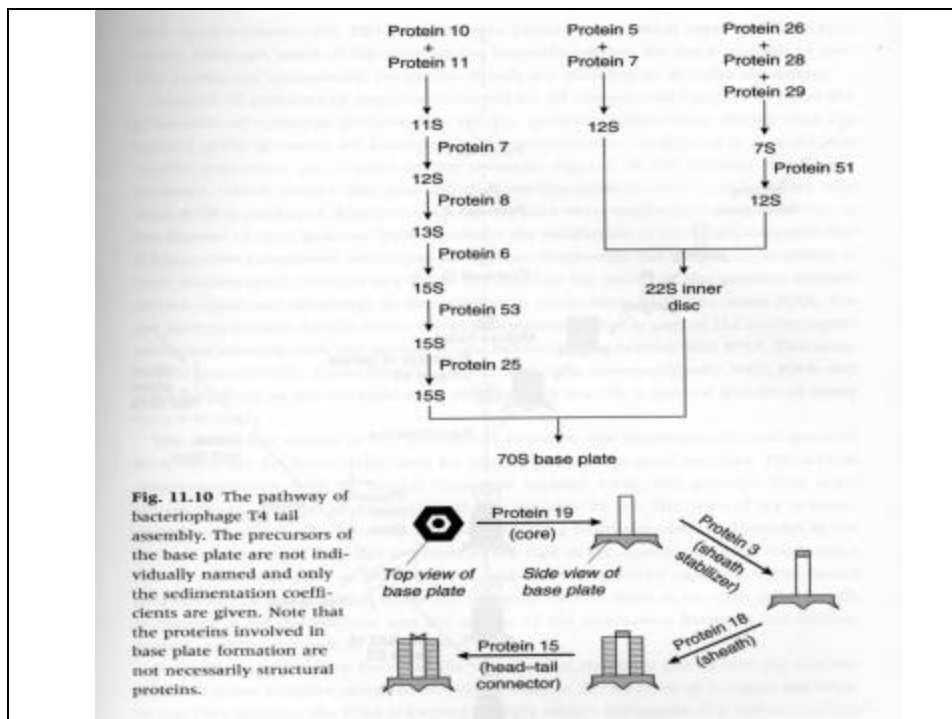 Protein 10
+
Protein 11
11S
Protein 7
12S
Protein 8
13S
Protein 6
15S
Protein 53
15S
Protein 25
15S
Protein 5
+
Protein 7
12S
Protein 26
+
Protein 28
+
Protein 29
7S
Protein 51
12S
22S inner
disc
70S base plate
Fig. 11.10 The pathway of
bacteriophage T4 tail
assembly. The precursors of
the base plate are not indi-
vidually named and only
the sedimentation coeffi-
cients are given. Note that
the proteins involved in
base plate formation are
not necessarily structural
proteins.
Top view of
base plate
Protein 19
(core)
Side view of
base plate
Protein 3
(sheath
stabilizer)
Protein 18
(sheath)
Protein 15
(head–tail
connector)